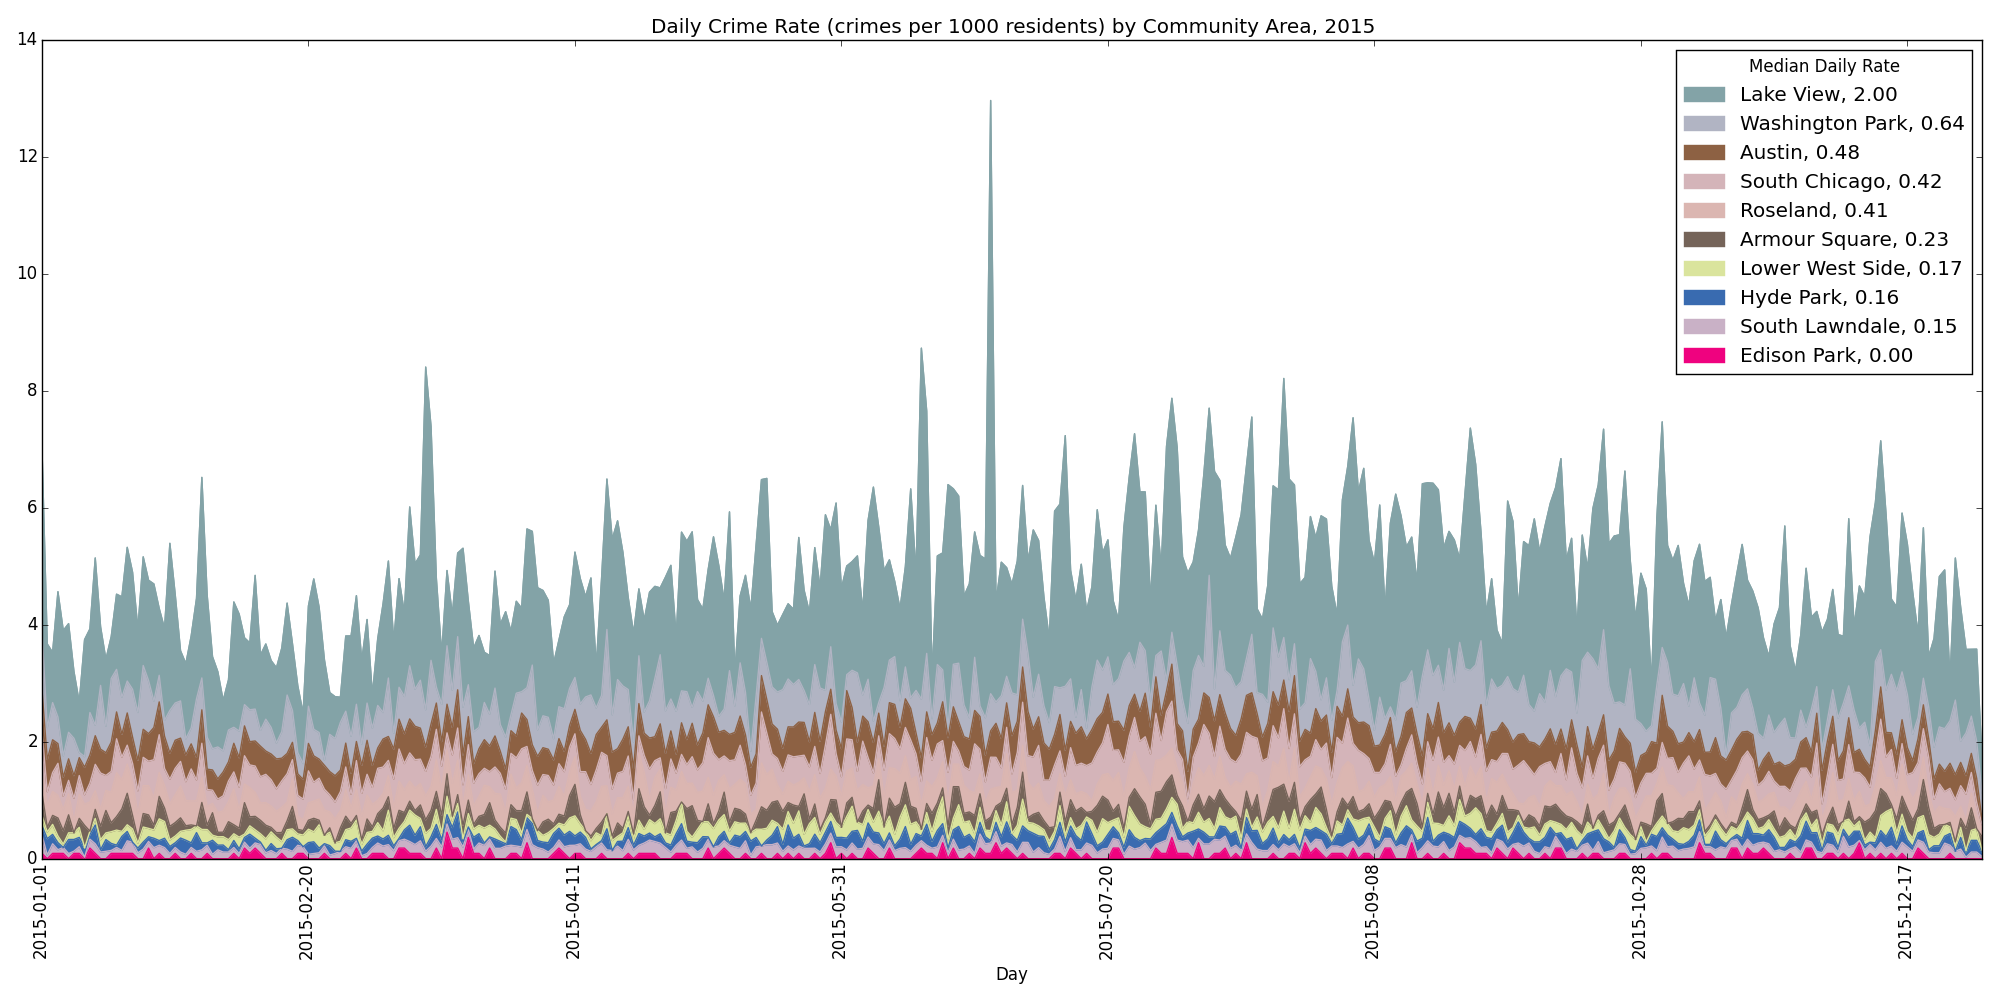 Daily Crime Rate (crimes per 1000 residents) by Community Area, 2015
14
12
10
8
6
4
2
0
Median Daily Rate
Lake View, 2.00
Washington Park, 0.64
Austin, 0.48
South Chicago, 0.42
Roseland, 0.41
Armour Square, 0.23
Lower West Side, 0.17
Hyde Park, 0.16
South Lawndale, 0.15
Edison Park, 0.00
2015-01-01
2015-02-20
2015-04-11
2015-05-31
2015-07-20
2015-09-08
2015-10-28
2015-12-17
Day